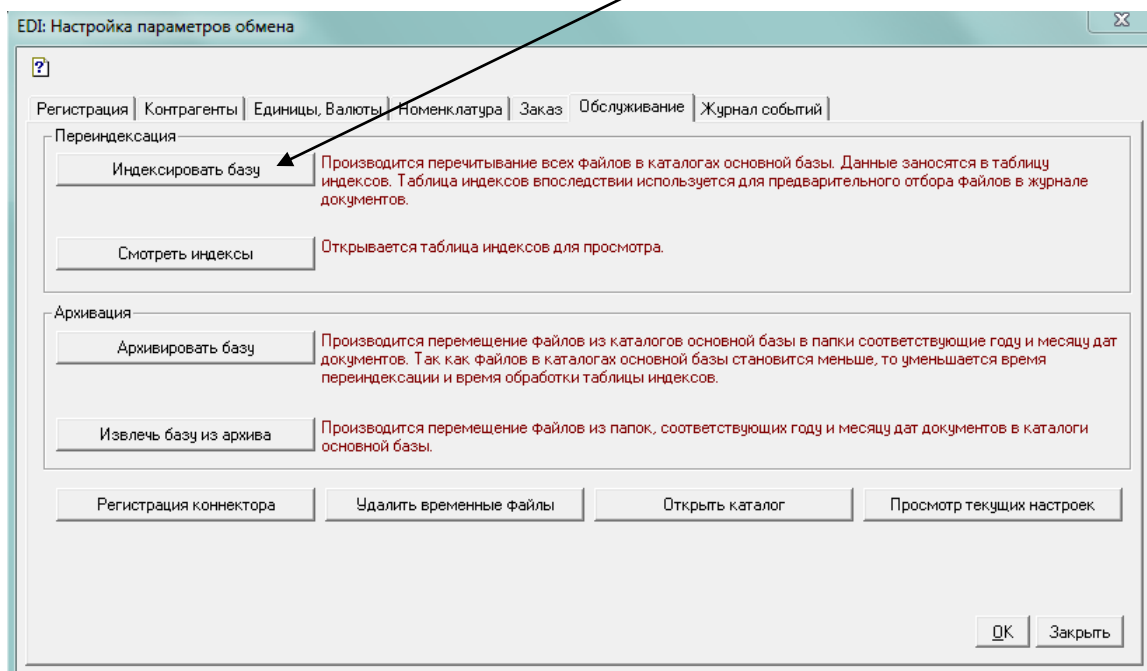 EDI: Настройка параметров обмена
Регистрация Контрагенты Единицы, Валюты Номенклатура Заказ Обслуживание Журнал событий
Переиндексация
Индексировать базу
Производится перечитывание всех файлов в каталогах основной базы. Данные заносятся в таблицу
индексов. Таблица индексов впоследствии используется для предварительного отбора файлов в журнале
документов.
Смотреть индексы
Открывается таблица индексов для просмотра.
Архивация
Архивировать базу
Производится перемещение файлов из каталогов основной базы в папки соответствующие году и месяцу дат
документов. Так как файлов в каталогах основной базы становится меньше, то уменьшается время
переиндексации и время обработки таблицы индексов.
Извлечь базу из архива
Производится перемещение файлов из папок, соответствующих году и месяцу дат документов в каталоги
основной базы.
Регистрация коннектора Удалить временные файлы Открыть каталог Просмотр текущих настроек
OK Закрыть